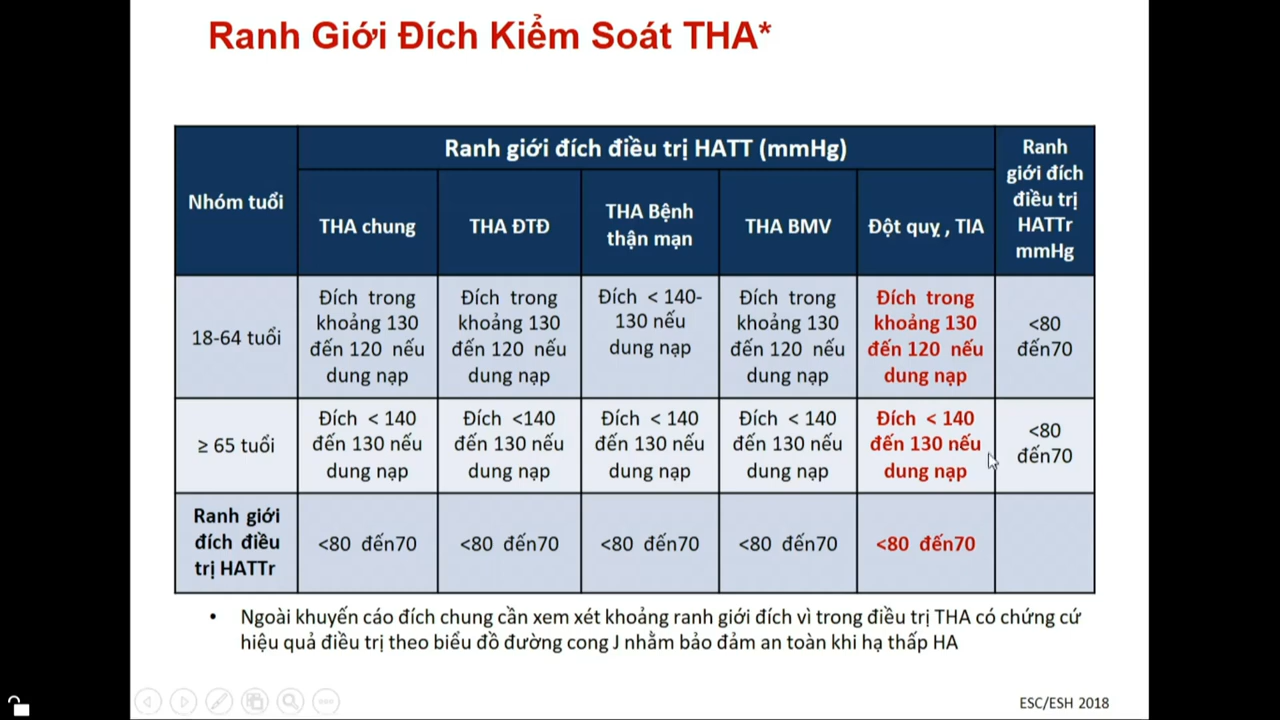 Ranh Giới Đích Kiểm Soát THA*
Nhóm tuổi
Ranh giới đích điều trị HATT (mmHg)
Ranh
giới đích
điều trị
HATTr
mmHg
THA chung
THA ĐTĐ
THA Bệnh
thận mạn
THA BMV
Đột quỵ , TIA
18-64 tuổi
Đích trong
khoảng 130
đến 120 nếu
dung nạp
Đích trong
khoảng 130
đến 120 nếu
dung nạp
Đích < 140-
130 nếu
dung nạp
Đích trong
khoảng 130
đến 120 nếu
dung nạp
Đích trong
khoảng 130
đến 120 nếu
dung nạp
<80
đến70
≥ 65 tuổi
Đích < 140
đến 130 nếu
dung nạp
Đích <140
đến 130 nếu
dung nạp
Đích < 140
đến 130 nếu
dung nạp
Đích < 140
đến 130 nếu
dung nạp
Đích < 140
đến 130 nếu
dung nạp
<80
đến70
Ranh giới
đích điều
trị HATTr
<80 đến70
<80 đến70
<80 đến70
<80 đến70
<80 đến70
• Ngoài khuyến cáo đích chung cần xem xét khoảng ranh giới đích vì trong điều trị THA có chứng cứ
hiệu quả điều trị theo biểu đồ đường cong J nhằm bảo đảm an toàn khi hạ thấp HA
ESC/ESH 2018